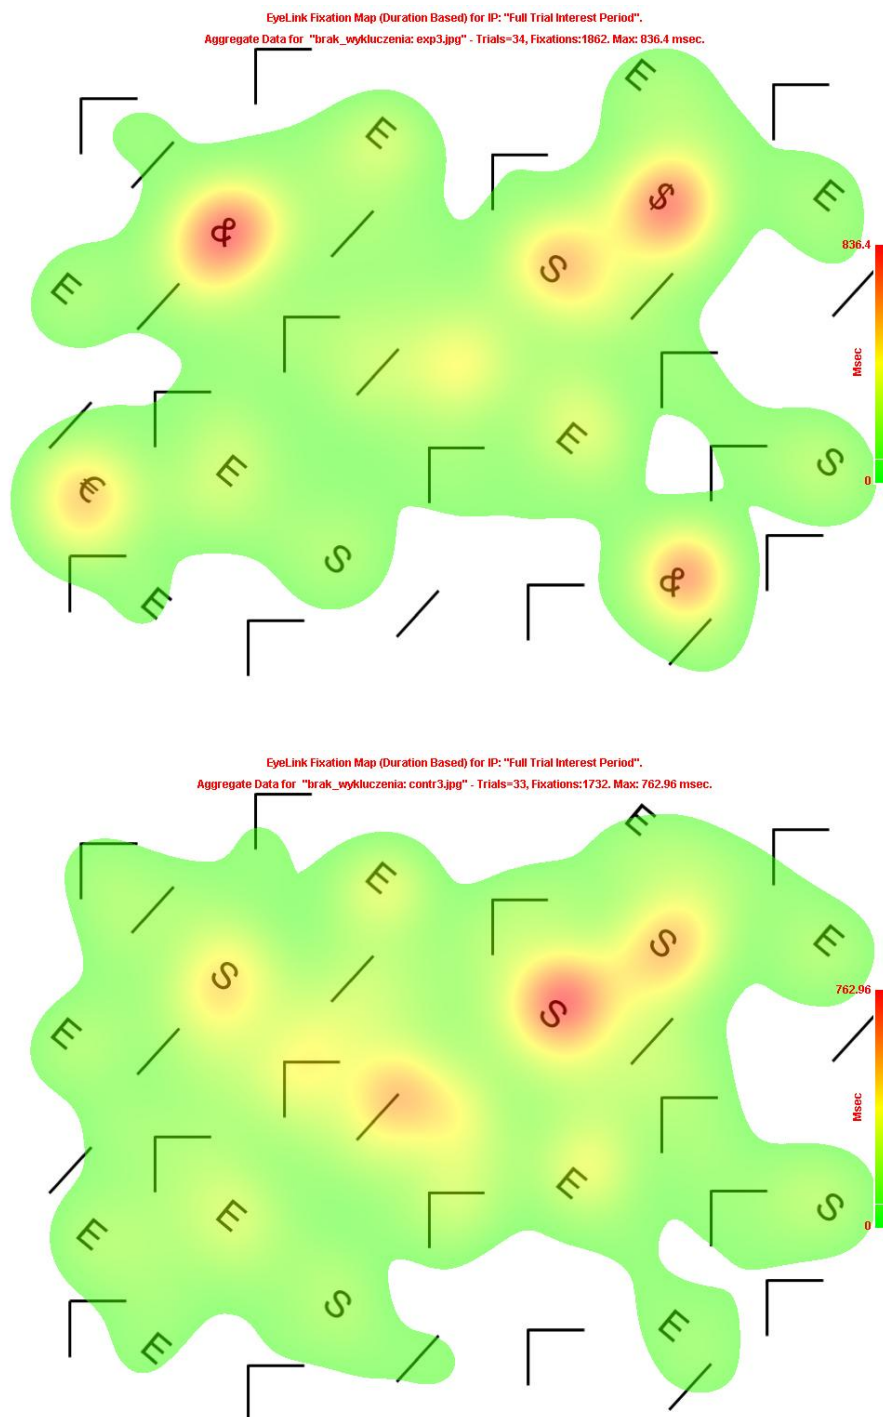 EyeLink Fixation Map (Duration Based) for IP: "Full Trial Interest Period".
Aggregate Data for "brak_wykluczenia: exp3.jpg" - Trials=34, Fixations:1862. Max: 836.4 msec.
E
E
$
E
&
836.4
S
E
Msec
E
S
E
0
€
S
&
E
EyeLink Fixation Map (Duration Based) for IP: "Full Trial Interest Period".
Aggregate Data for "brak_wykluczenia: contr3.jpg" - Trials=33, Fixations:1732. Max: 762.96 msec.
E
E
S
E
S
762.96
S
E
Msec
E
E
S
E
0
S
E
E